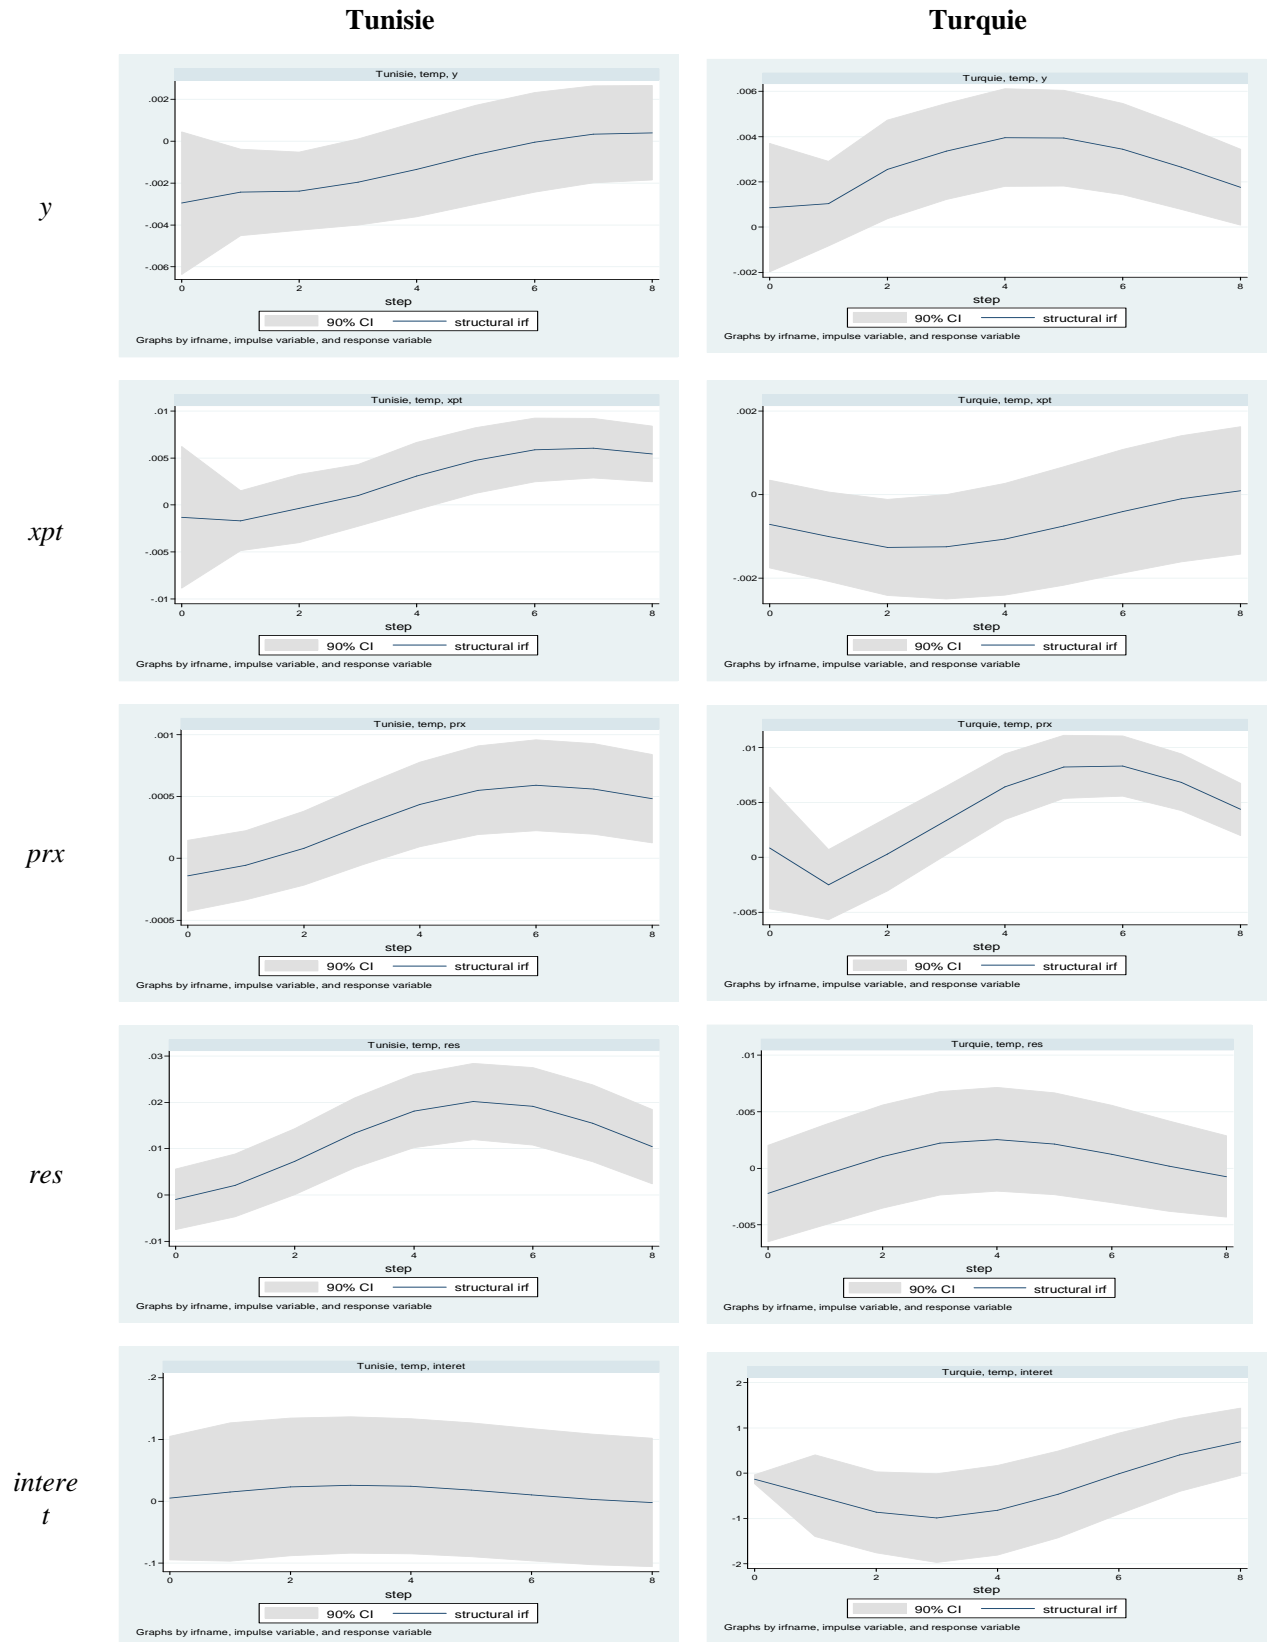 Tunisie
Turquie
y
Tunisie, temp, y
.002
0
-.002
-.004
-.006
0 2 4 6 8
step
90% CI structural irf
Graphs by irfname, impulse variable, and response variable
Turquie, temp, y
.006
.004
.002
0
-.002
0 2 4 6 8
step
90% CI structural irf
Graphs by irfname, impulse variable, and response variable
xpt
Tunisie, temp, xpt
.01
.005
0
-.005
-.01
0 2 4 6 8
step
90% CI structural irf
Graphs by irfname, impulse variable, and response variable
Turquie, temp, xpt
.002
0
-.002
0 2 4 6 8
step
90% CI structural irf
Graphs by irfname, impulse variable, and response variable
prx
Tunisie, temp, prx
.001
.0005
0
-.0005
0 2 4 6 8
step
90% CI structural irf
Graphs by irfname, impulse variable, and response variable
Turquie, temp, prx
.01
.005
0
-.005
0 2 4 6 8
step
90% CI structural irf
Graphs by irfname, impulse variable, and response variable
res
Tunisie, temp, res
.03
.02
.01
0
-.01
0 2 4 6 8
step
90% CI structural irf
Graphs by irfname, impulse variable, and response variable
Turquie, temp, res
.01
.005
0
-.005
0 2 4 6 8
step
90% CI structural irf
Graphs by irfname, impulse variable, and response variable
intere
t
Tunisie, temp, interet
.2
.1
0
-.1
0 2 4 6 8
step
90% CI structural irf
Graphs by irfname, impulse variable, and response variable
Turquie, temp, interet
2
1
0
-1
-2
0 2 4 6 8
step
90% CI structural irf
Graphs by irfname, impulse variable, and response variable